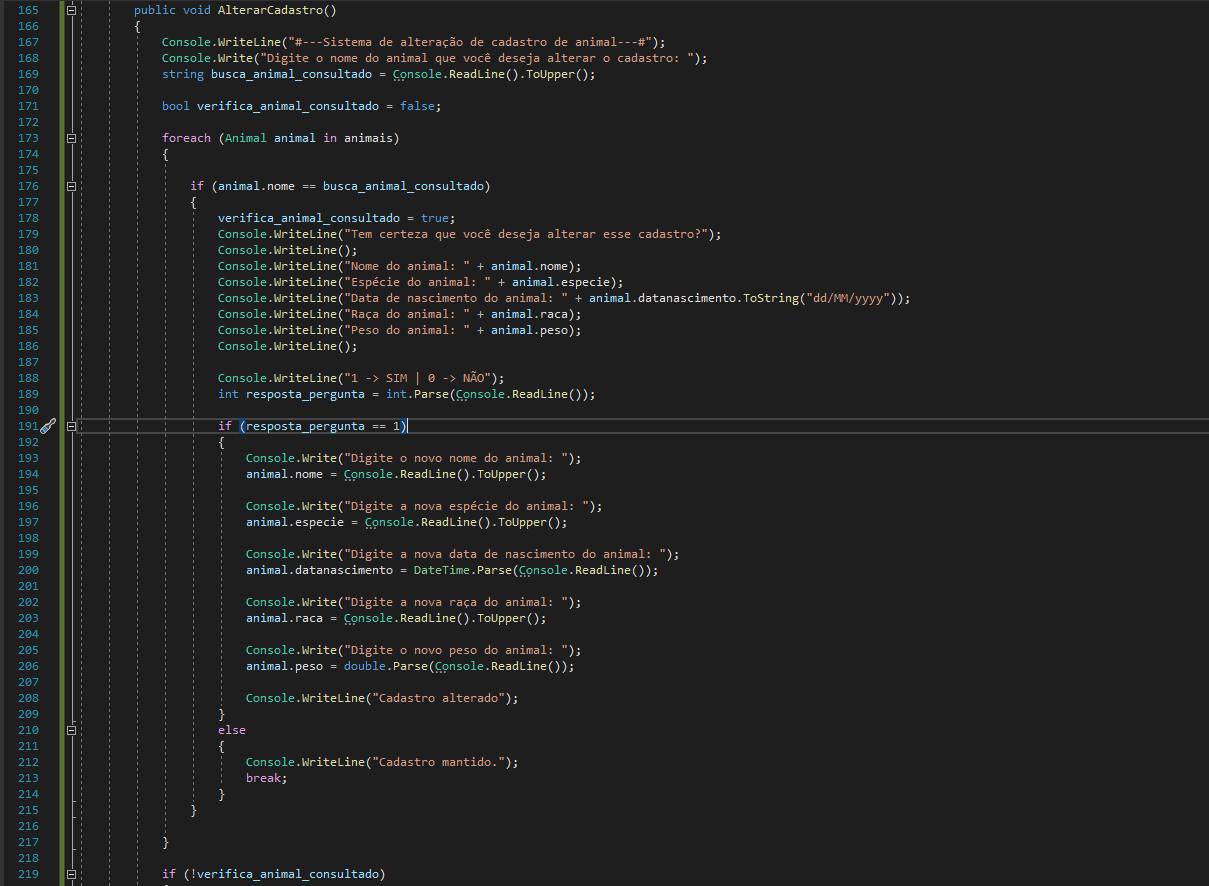 165 public void AlterarCadastro()
166 {
167 Console.WriteLine("#---Sistema de alteração de cadastro de animal---#");
168 Console.Write("Digite o nome do animal que você deseja alterar o cadastro: ");
169 string busca_animal_consultado = Console.ReadLine().ToUpper();
170
171 bool verifica_animal_consultado = false;
172
173 foreach (Animal animal in animais)
174 {
175
176 if (animal.nome == busca_animal_consultado)
177 {
178 verifica_animal_consultado = true;
179 Console.WriteLine("Tem certeza que você deseja alterar esse cadastro?");
180 Console.WriteLine();
181 Console.WriteLine("Nome do animal: " + animal.nome);
182 Console.WriteLine("Espécie do animal: " + animal.especie);
183 Console.WriteLine("Data de nascimento do animal: " + animal.datanascimento.ToString("dd/MM/yyyy"));
184 Console.WriteLine("Raça do animal: " + animal.raca);
185 Console.WriteLine("Peso do animal: " + animal.peso);
186 Console.WriteLine();
187
188 Console.WriteLine("1 -> SIM | 0 -> NÃO");
189 int resposta_pergunta = int.Parse(Console.ReadLine());
190
191 if (resposta_pergunta == 1)
192 {
193 Console.Write("Digite o novo nome do animal: ");
194 animal.nome = Console.ReadLine().ToUpper();
195
196 Console.Write("Digite a nova espécie do animal: ");
197 animal.especie = Console.ReadLine().ToUpper();
198
199 Console.Write("Digite a nova data de nascimento do animal: ");
200 animal.datanascimento = DateTime.Parse(Console.ReadLine());
201
202 Console.Write("Digite a nova raça do animal: ");
203 animal.raca = Console.ReadLine().ToUpper();
204
205 Console.Write("Digite o novo peso do animal: ");
206 animal.peso = double.Parse(Console.ReadLine());
207
208 Console.WriteLine("Cadastro alterado");
209 }
210 else
211 {
212 Console.WriteLine("Cadastro mantido.");
213 break;
214 }
215 }
216
217 }
218
219 if (!verifica_animal_consultado)